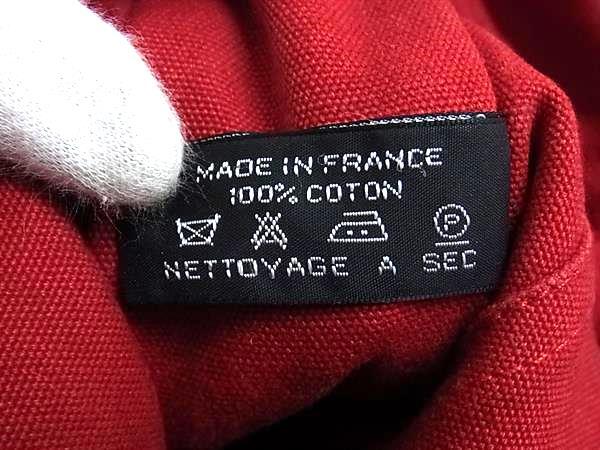 MADE IN FRANCE
100% COTON
P
NETTOYAGE A SEC